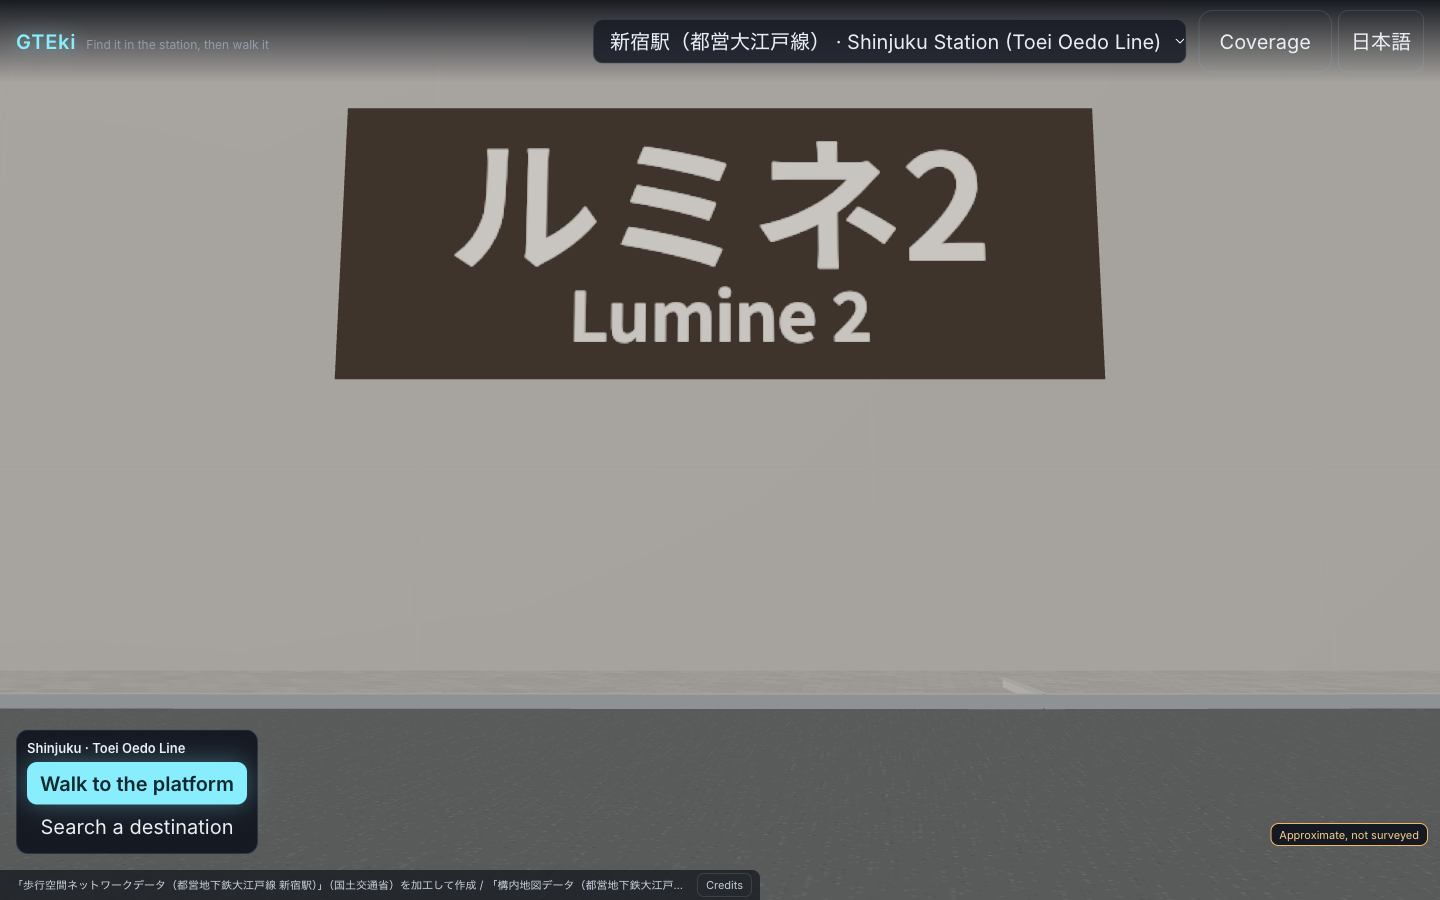 GTEki Find it in the station, then walk it
新宿駅（都営大江戸線） · Shinjuku Station (Toei Oedo Line)
Coverage
日本語
ルミネ2
Lumine 2
Shinjuku · Toei Oedo Line
Walk to the platform
Search a destination
Approximate, not surveyed
「歩行空間ネットワークデータ（都営地下鉄大江戸線 新宿駅）」（国土交通省）を加工して作成 / 「構内地図データ（都営地下鉄大江戸...
Credits